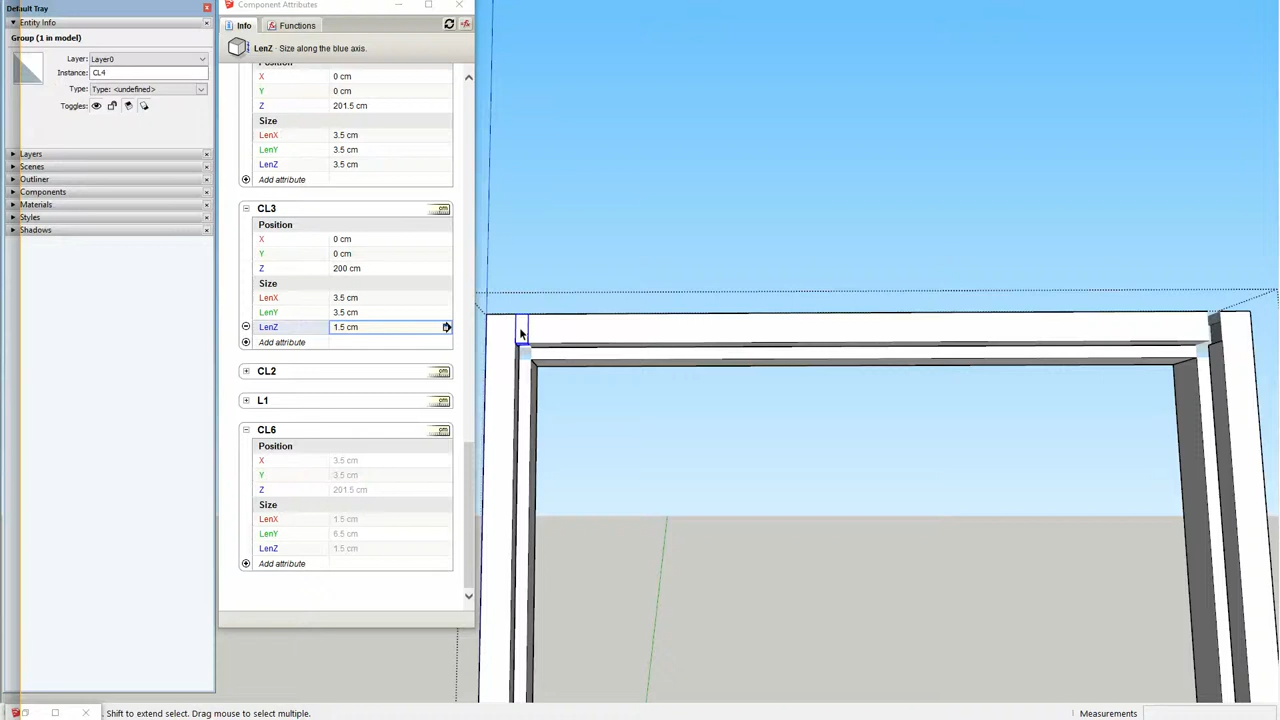 Default Tray
Entity Info
Group (1 in model)
Layer: Layer0
Instance: CL4
Type: Type: <undefined>
Toggles:
Layers
Scenes
Outliner
Components
Materials
Styles
Shadows
Component Attributes
Info Functions
LenZ - Size along the blue axis.
Position
X 0 cm
Y 0 cm
Z 201.5 cm
Size
LenX 3.5 cm
LenY 3.5 cm
LenZ 3.5 cm
Add attribute
CL3
Position
X 0 cm
Y 0 cm
Z 200 cm
Size
LenX 3.5 cm
LenY 3.5 cm
LenZ 1.5 cm
Add attribute
CL2
L1
CL6
Position
X 3.5 cm
Y 3.5 cm
Z 201.5 cm
Size
LenX 1.5 cm
LenY 6.5 cm
LenZ 1.5 cm
Add attribute
Shift to extend select. Drag mouse to select multiple.
Measurements